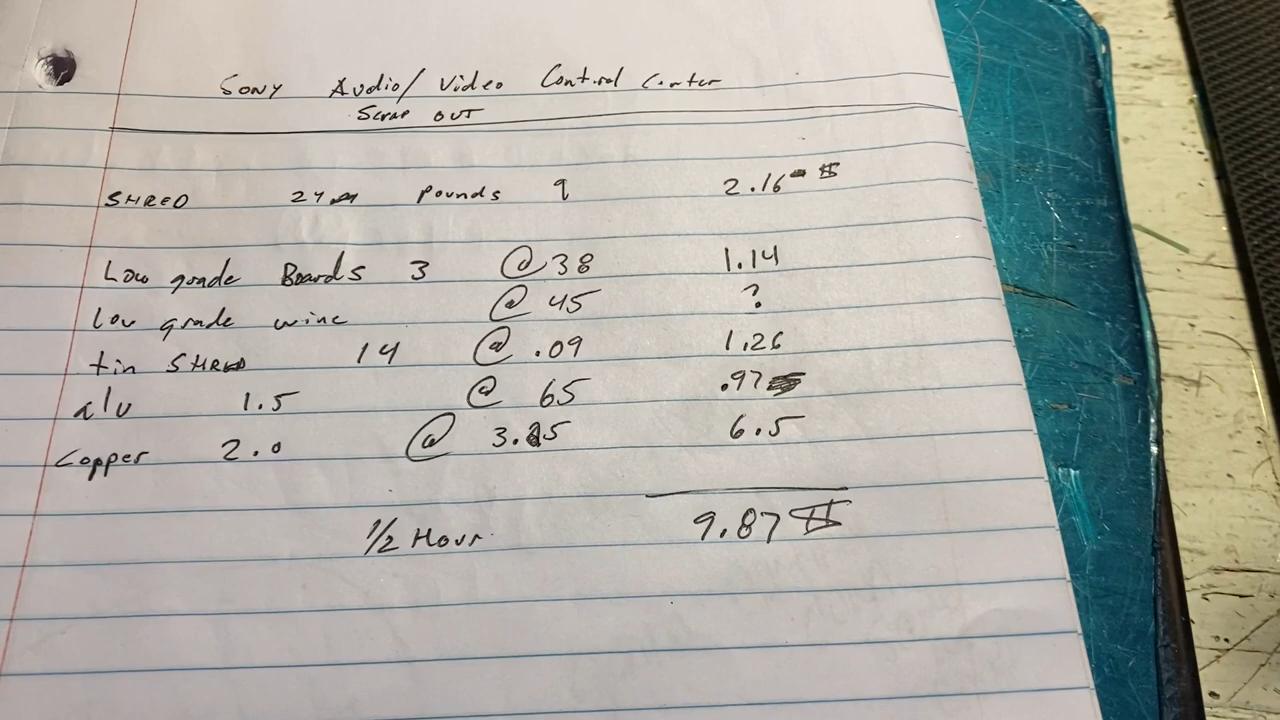 SONY Audio/Video Control Center
Scrap OUT
SHRED 24 pounds 9 2.16 $
Low grade Boards 3 @ 38 1.14
low grade wire @ 45 ?
tin SHRED 14 @ .09 1.26
alu 1.5 @ 65 .97
Copper 2.0 @ 3.25 6.5
1/2 Hour 9.87 $